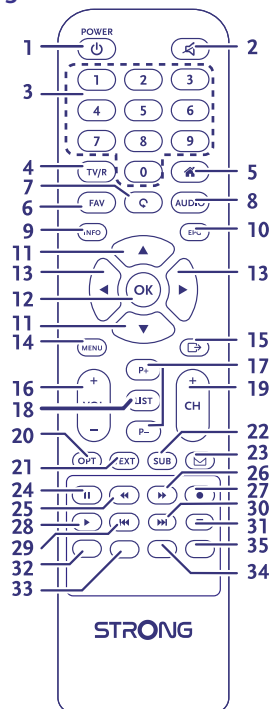 POWER
1 2
1 2 3
3
4 5 6
7 8 9
4 TV/R 0 5
7
6 FAV AUDIO 8
9 INFO EPG 10
11
13 13
12 OK
11
14 MENU 15
P+ 17
16 + + 19
18 VOL LIST CH
− P− −
20 22
OPT TEXT SUB 23
21 26
24 27
25 30
28 31
29 35
32 34
33
STRONG